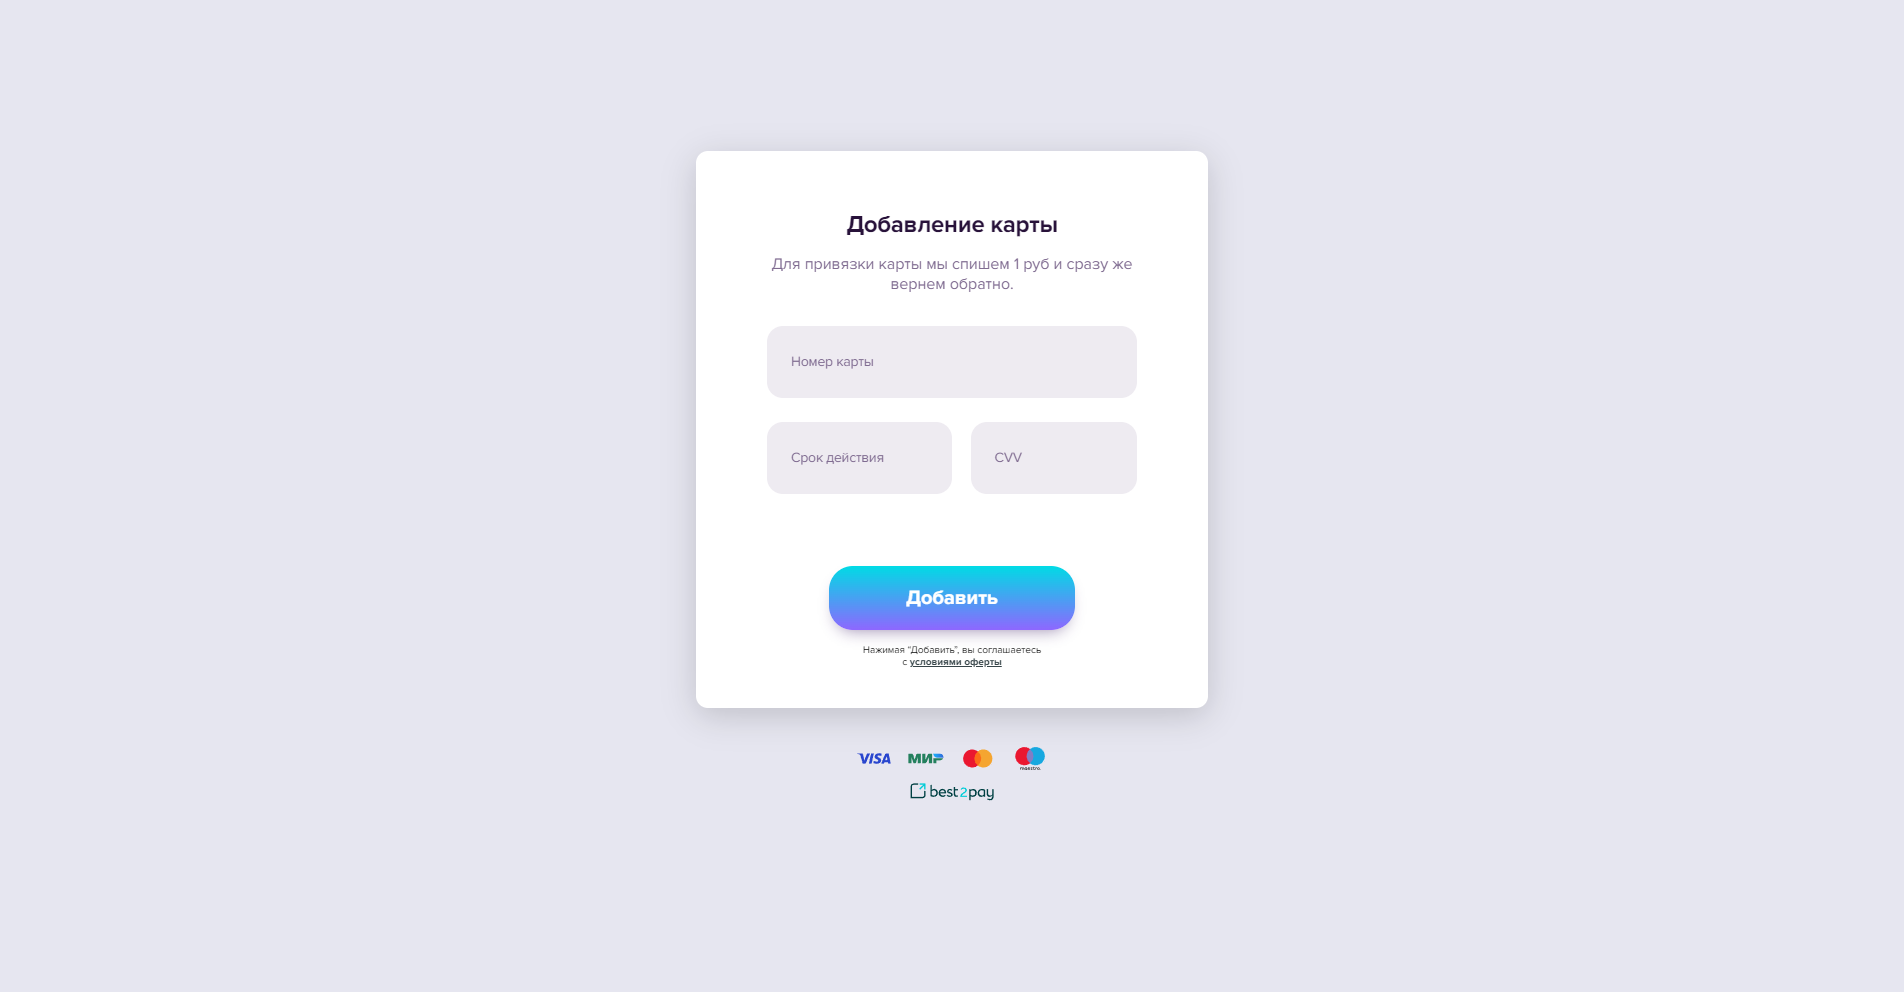 Добавление карты
Для привязки карты мы спишем 1 руб и сразу же
вернем обратно.
Номер карты
Срок действия
CVV
Добавить
Нажимая “Добавить”, вы соглашаетесь
с условиями оферты
VISA МИР maestro.
best2pay